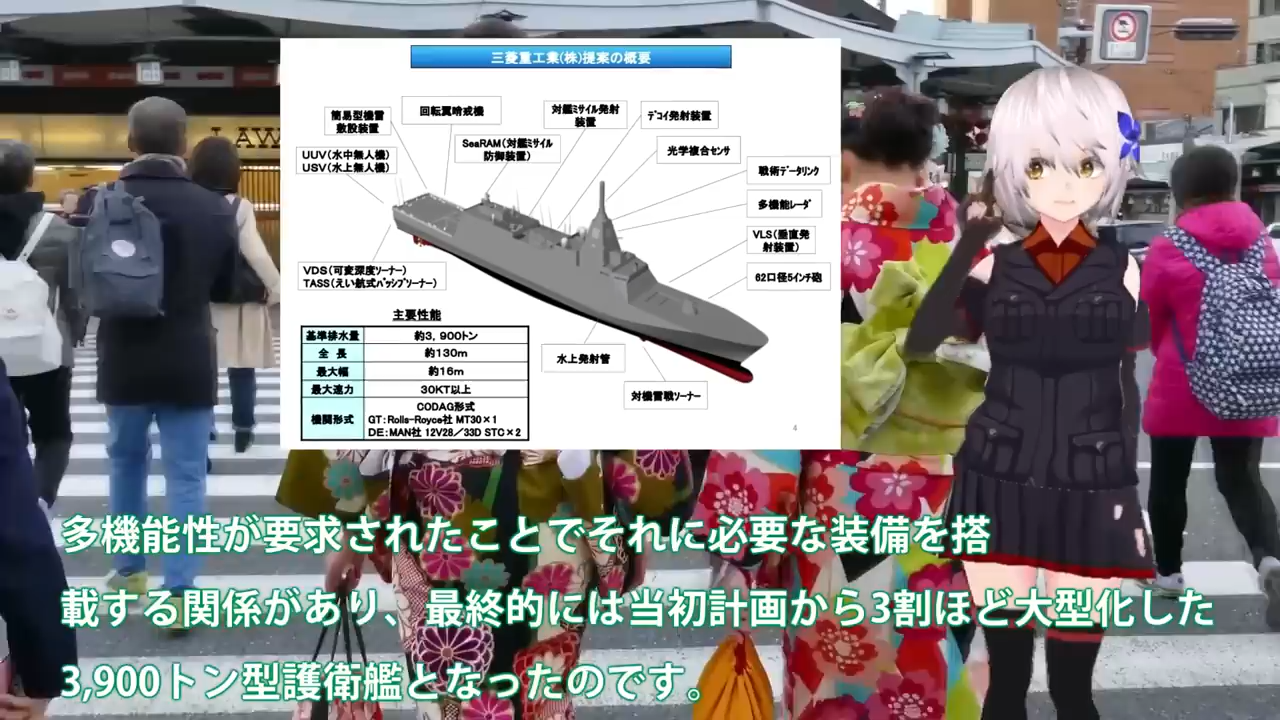 三菱重工業(株)提案の概要
簡易型機雷
敷設装置
回転翼哨戒機
対艦ミサイル発射
装置
デコイ発射装置
UUV(水中無人機)
USV(水上無人機)
SeaRAM(対艦ミサイル
防御装置)
光学複合センサ
戦術データリンク
多機能レーダ
VLS(垂直発
射装置)
62口径5インチ砲
VDS(可変深度ソーナー)
TASS(えい航式パッシブソーナー)
水上発射管
対機雷戦ソーナー
主要性能
基準排水量 約3,900トン
全 長 約130m
最大幅 約16m
最大速力 30KT以上
機関形式 CODAG形式
GT:Rolls-Royce社 MT30×1
DE:MAN社 12V28/33D STC×2
4
LAW
多機能性が要求されたことでそれに必要な装備を搭
載する関係があり、最終的には当初計画から3割ほど大型化した
3,900トン型護衛艦となったのです。